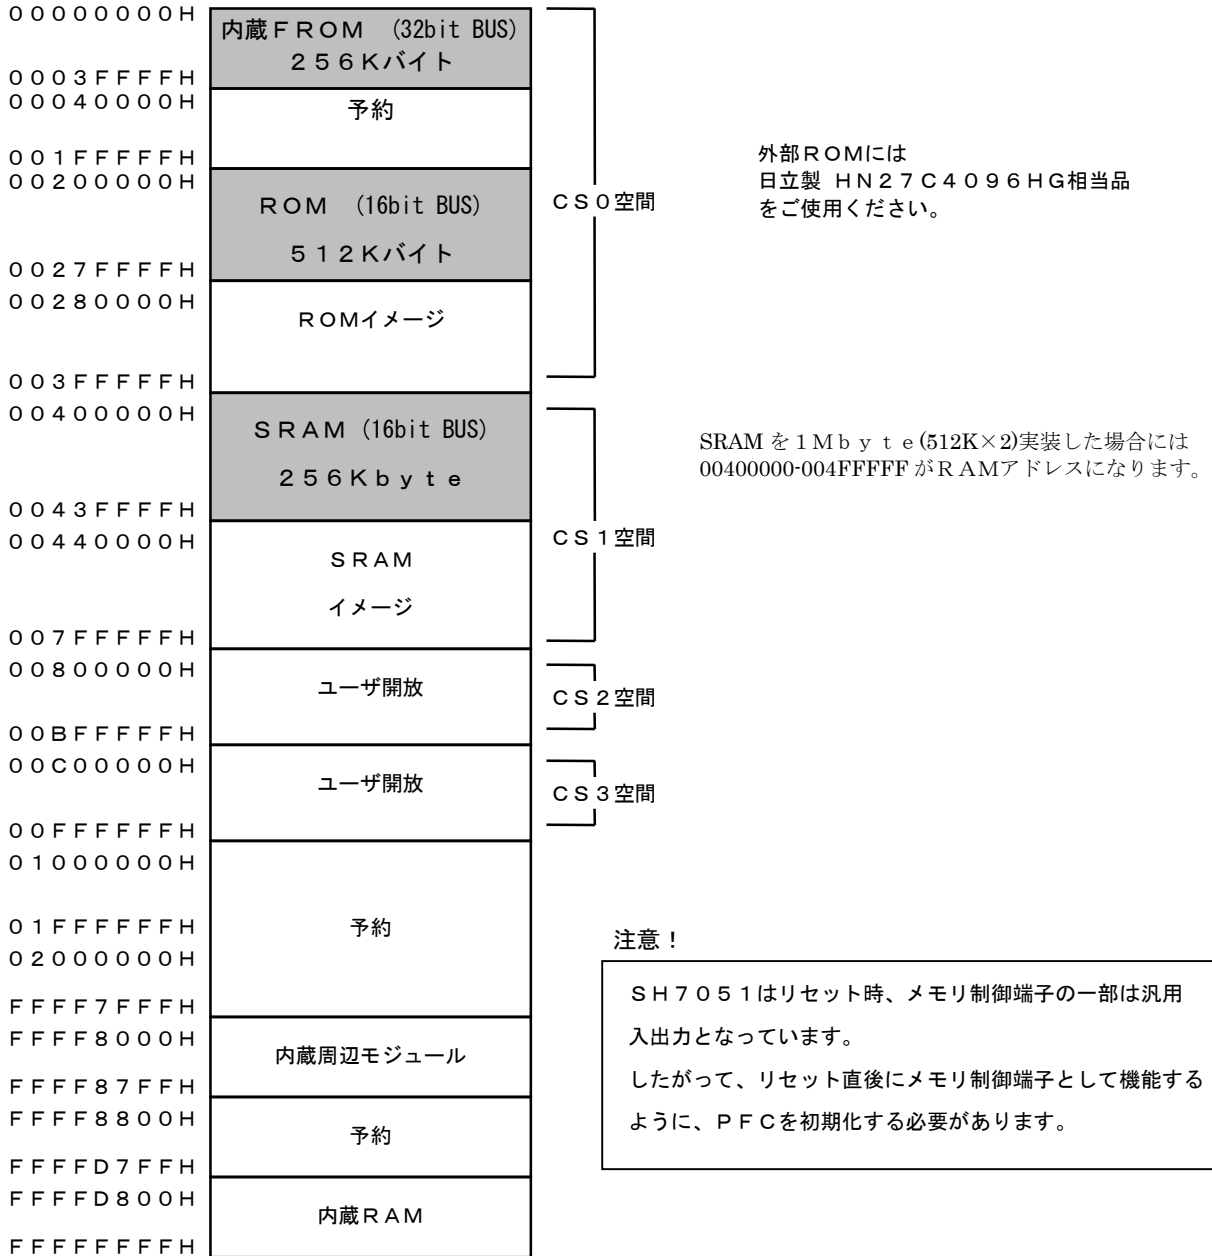 ００００００００Ｈ
内蔵ＦＲＯＭ (32bit BUS)
２５６Ｋバイト
０００３ＦＦＦＦＨ
０００４００００Ｈ
予約
００１ＦＦＦＦＦＨ
００２０００００Ｈ
ＲＯＭ (16bit BUS)
５１２Ｋバイト
００２７ＦＦＦＦＨ
００２８００００Ｈ
ＲＯＭイメージ
００３ＦＦＦＦＦＨ
ＣＳ０空間
外部ＲＯＭには
日立製 ＨＮ２７Ｃ４０９６ＨＧ相当品
をご使用ください。
００４０００００Ｈ
ＳＲＡＭ (16bit BUS)
２５６Ｋｂｙｔｅ
００４３ＦＦＦＦＨ
００４４００００Ｈ
ＳＲＡＭ
イメージ
００７ＦＦＦＦＦＨ
ＣＳ１空間
SRAM を１Ｍｂｙｔｅ(512K×2)実装した場合には
00400000-004FFFFF がＲＡＭアドレスになります。
００８０００００Ｈ
ユーザ開放
００ＢＦＦＦＦＦＨ
ＣＳ２空間
００Ｃ０００００Ｈ
ユーザ開放
００ＦＦＦＦＦＦＨ
ＣＳ３空間
０１００００００Ｈ
０１ＦＦＦＦＦＦＨ
予約
０２００００００Ｈ
ＦＦＦＦ７ＦＦＦＨ
ＦＦＦＦ８０００Ｈ
内蔵周辺モジュール
ＦＦＦＦ８７ＦＦＨ
ＦＦＦＦ８８００Ｈ
予約
ＦＦＦＦＤ７ＦＦＨ
ＦＦＦＦＤ８００Ｈ
内蔵ＲＡＭ
ＦＦＦＦＦＦＦＦＨ
注意！
ＳＨ７０５１はリセット時、メモリ制御端子の一部は汎用
入出力となっています。
したがって、リセット直後にメモリ制御端子として機能する
ように、ＰＦＣを初期化する必要があります。